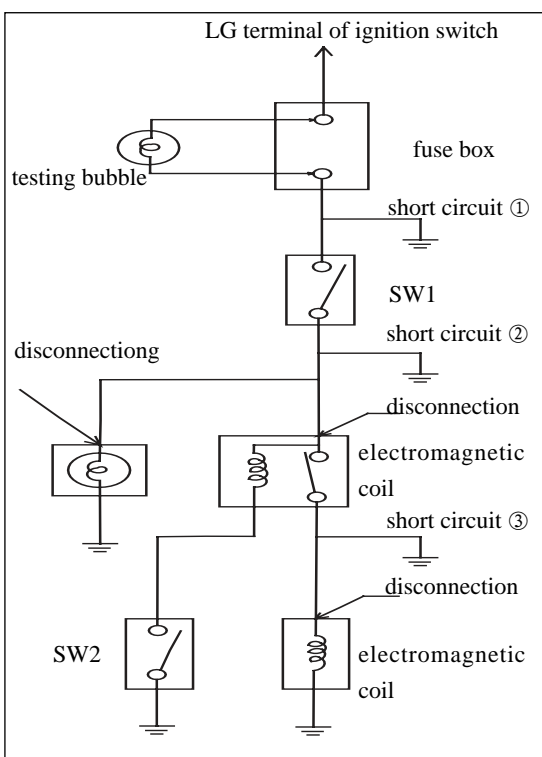 LG terminal of ignition switch
fuse box
testing bubble
short circuit ①
SW1
short circuit ②
disconnectiong
disconnection
electromagnetic
coil
short circuit ③
disconnection
SW2
electromagnetic
coil